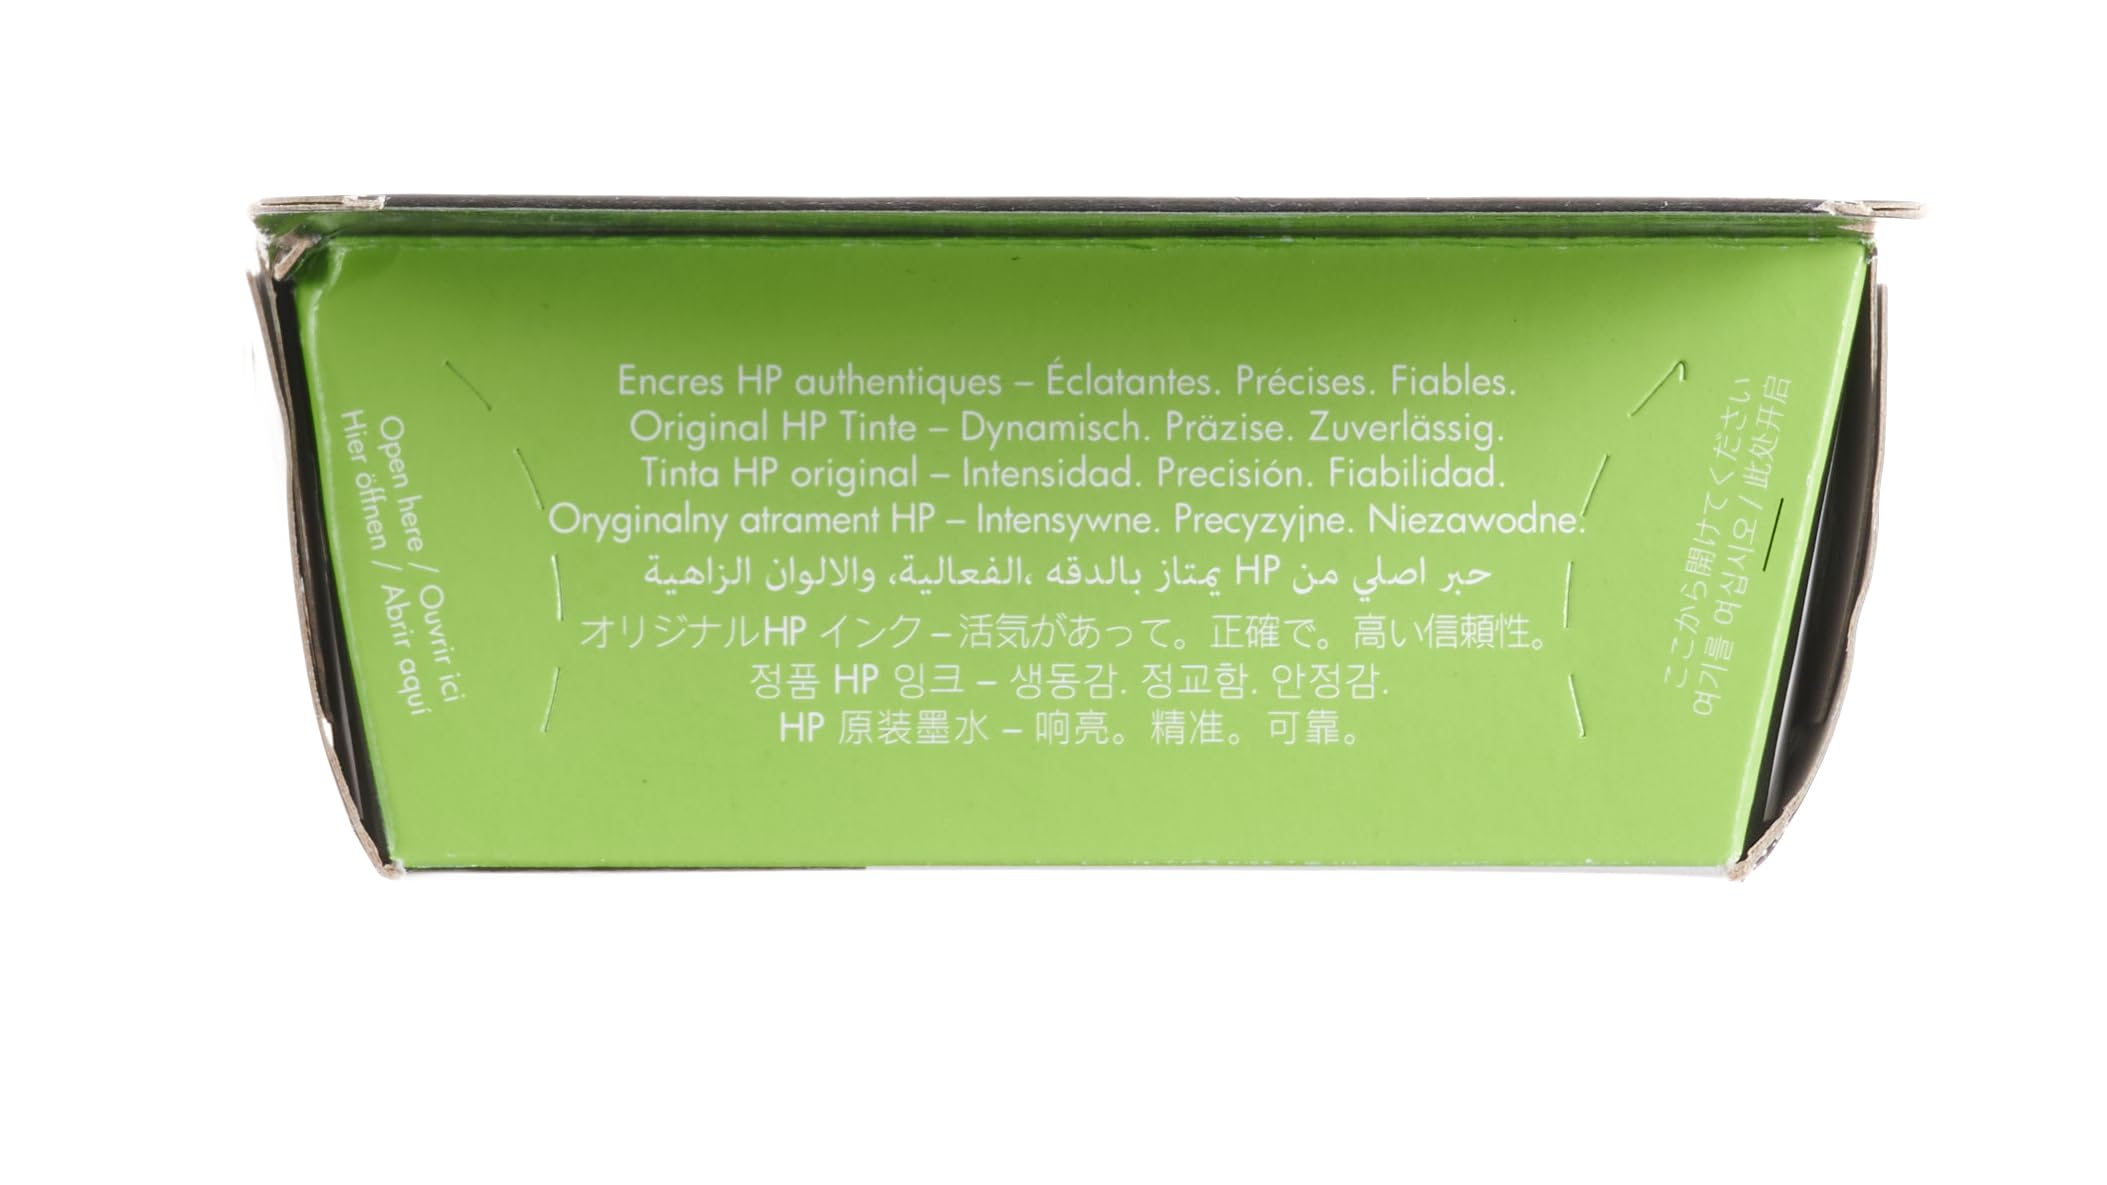 Encres HP authentiques – Éclatantes. Précises. Fiables.
Original HP Tinte – Dynamisch. Präzise. Zuverlässig.
Tinta HP original – Intensidad. Precisión. Fiabilidad.
Oryginalny atrament HP – Intensywne. Precyzyjne. Niezawodne.
حبر اصلي من HP يمتاز بالدقه ،الفعالية، والالوان الزاهية
オリジナルHP インク – 活気があって。正確で。高い信頼性。
정품 HP 잉크 – 생동감. 정교함. 안정감.
HP 原装墨水 – 响亮。精准。可靠。
Open here / Ouvrir ici
Hier öffnen / Abrir aquí
ここから開けてください
여기를 여십시오 / 此处开启